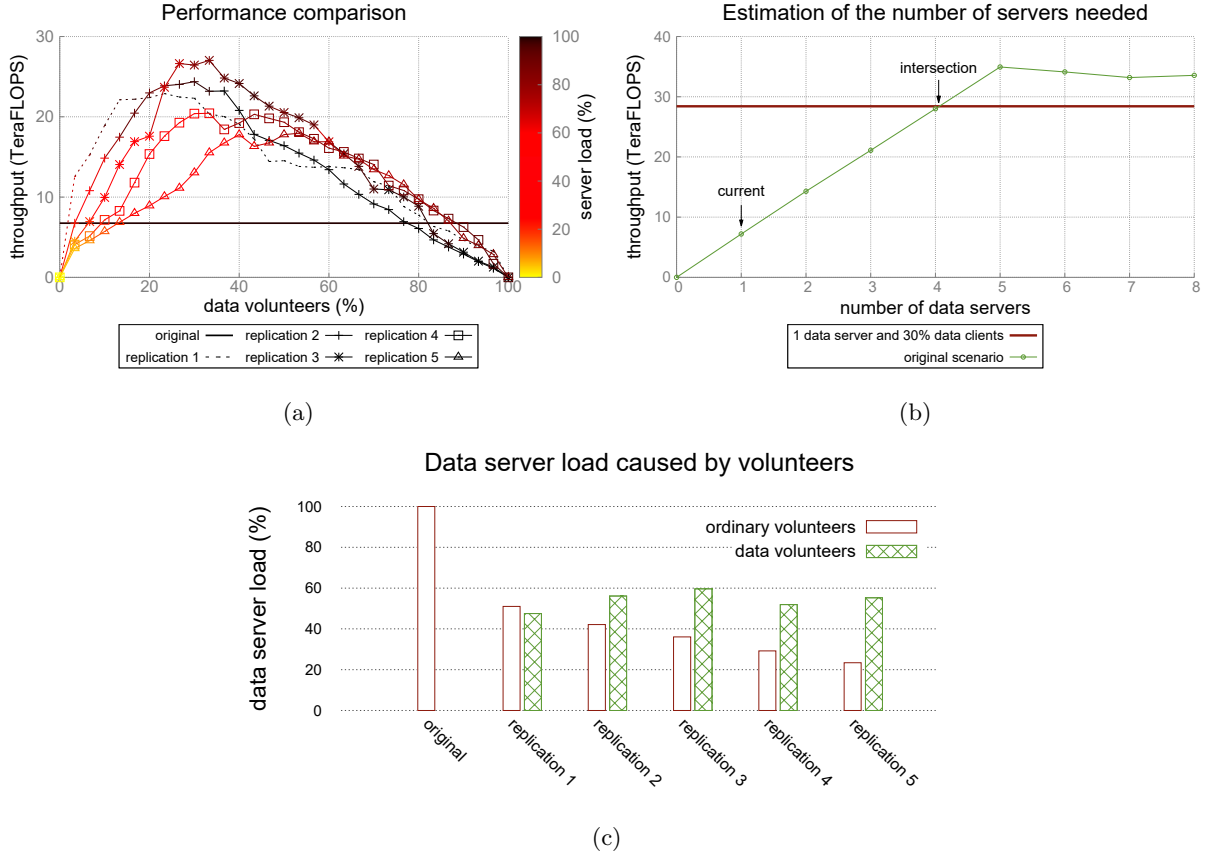 Performance comparison
throughput (TeraFLOPS)
30
20
10
0
0
20
40
60
80
100
data volunteers (%)
100
80
60
40
20
0
server load (%)
original
replication 2
replication 4
replication 1
replication 3
replication 5
(a)
Estimation of the number of servers needed
throughput (TeraFLOPS)
40
30
20
10
0
intersection
current
0
1
2
3
4
5
6
7
8
number of data servers
1 data server and 30% data clients
original scenario
(b)
Data server load caused by volunteers
data server load (%)
100
80
60
40
20
0
ordinary volunteers
data volunteers
original
replication 1
replication 2
replication 3
replication 4
replication 5
(c)